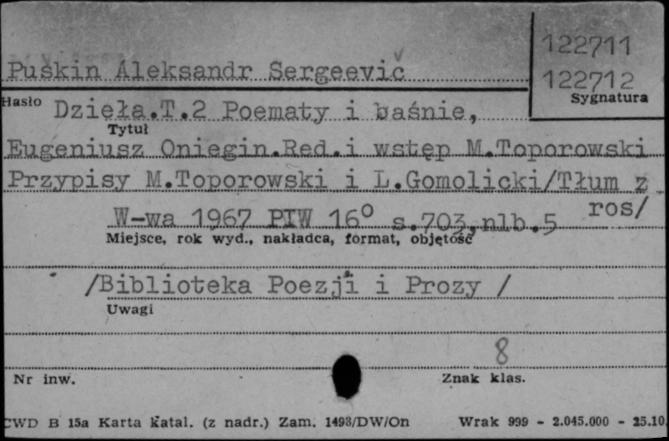 122711
Puškin Aleksandr Sergeevič
122712
Sygnatura
Hasło
Dzieła.T.2 Poematy i baśnie,
Tytuł
Eugeniusz Oniegin.Red.i wstęp M.Toporowski
Przypisy M.Toporowski i L.Gomolicki/Tłum z
ros/
W-wa 1967 PIW 16° s.703,nlb.5
Miejsce, rok wyd., nakładca, format, objętość
/Biblioteka Poezji i Prozy /
Uwagi
8
Nr inw.
Znak klas.
CWD B 15a Karta katal. (z nadr.) Zam. 1493/DW/On
Wrak 999 - 2.045.000 - 25.10